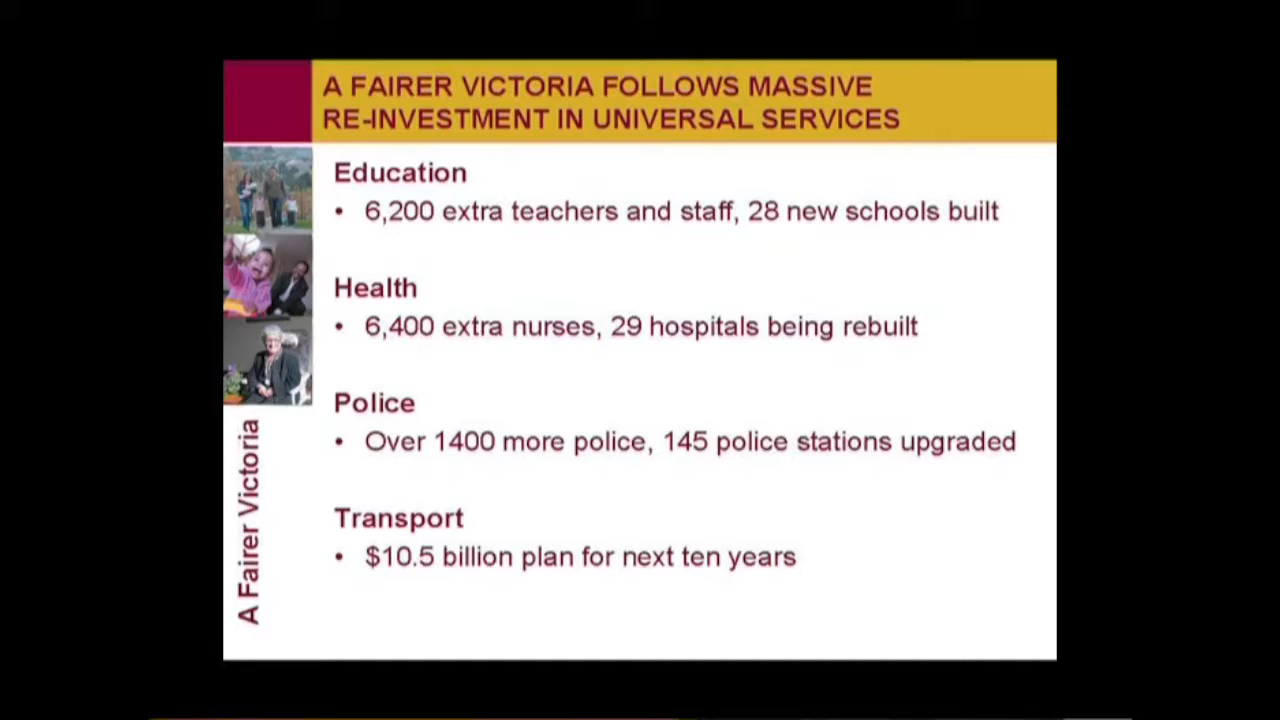 A FAIRER VICTORIA FOLLOWS MASSIVE
RE-INVESTMENT IN UNIVERSAL SERVICES
Education
• 6,200 extra teachers and staff, 28 new schools built
Health
• 6,400 extra nurses, 29 hospitals being rebuilt
Police
• Over 1400 more police, 145 police stations upgraded
Transport
• $10.5 billion plan for next ten years
A Fairer Victoria